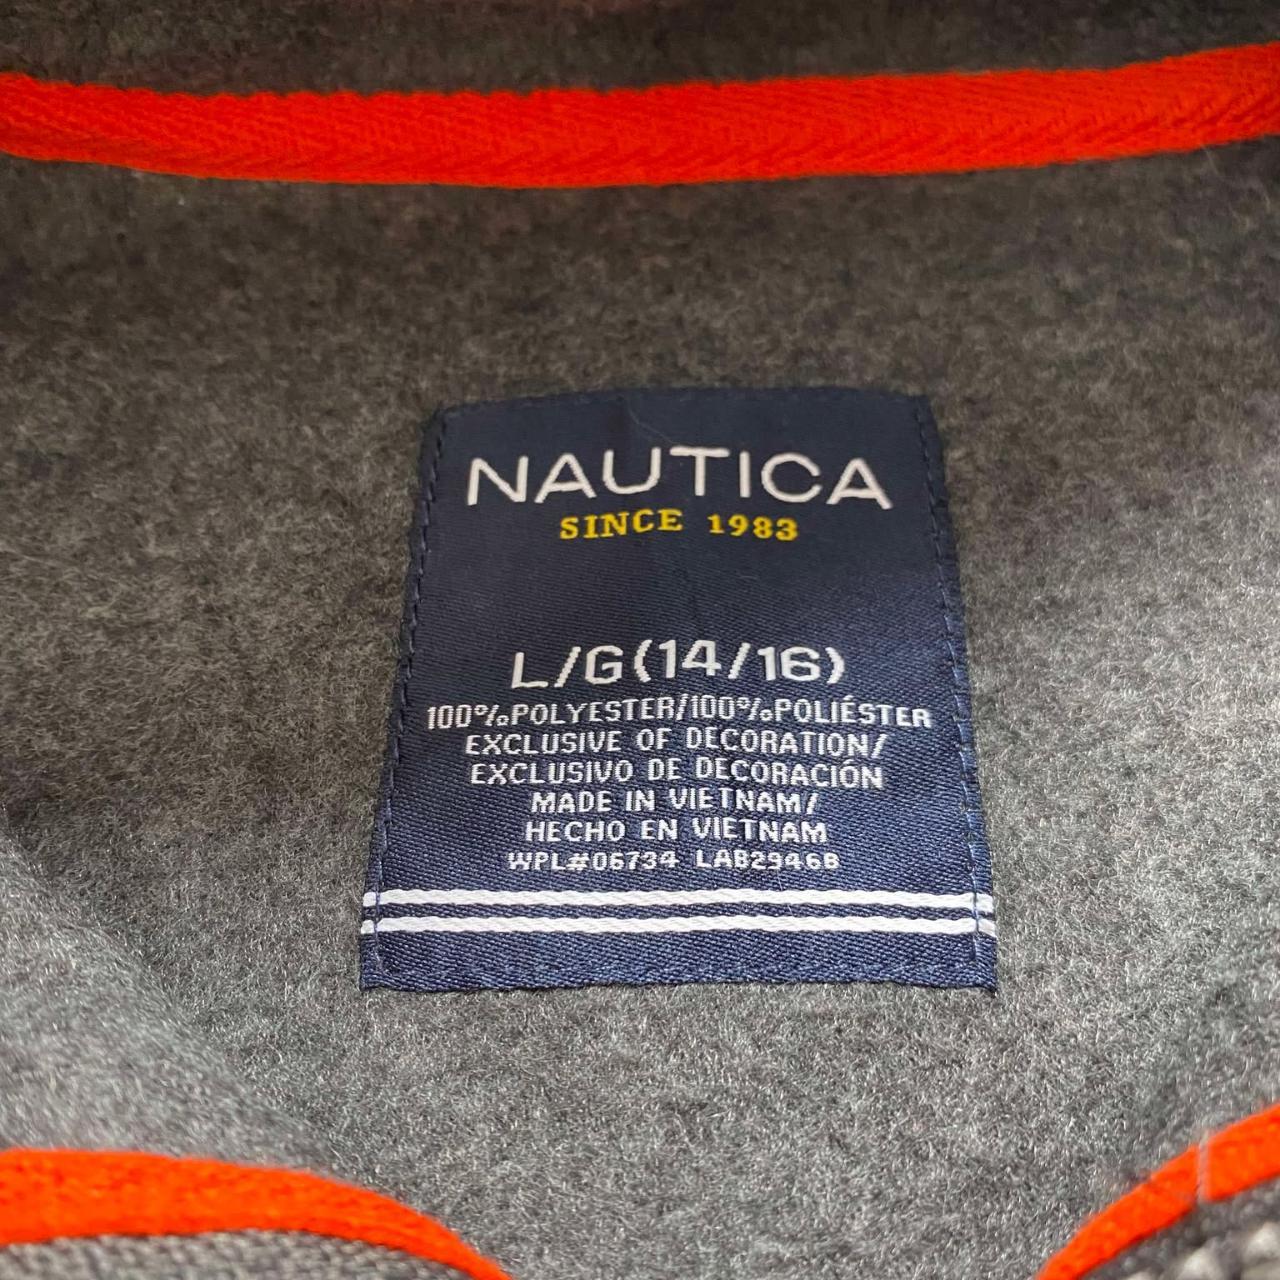 NAUTICA
SINCE 1983
L/G(14/16)
100%POLYESTER/100%POLIÉSTER
EXCLUSIVE OF DECORATION/
EXCLUSIVO DE DECORACIÓN
MADE IN VIETNAM/
HECHO EN VIETNAM
WPL#06734 LAB2946B